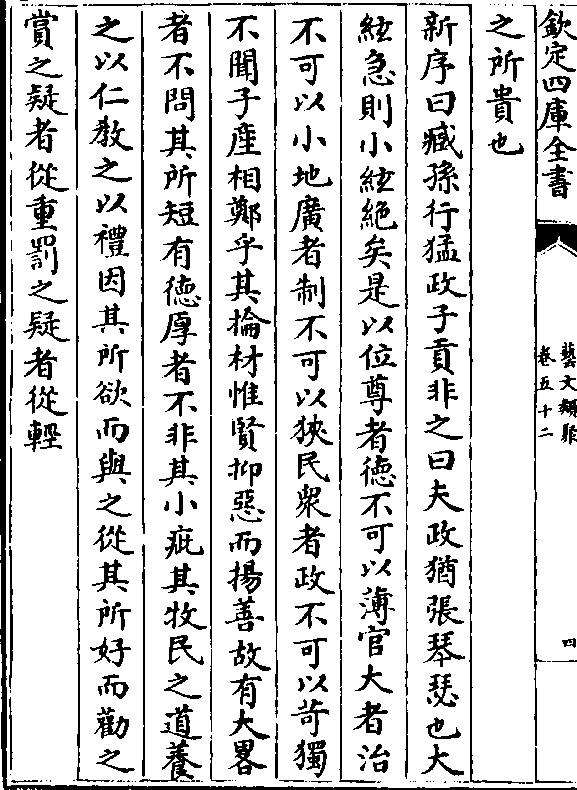 欽定四庫全書
藝文類聚
卷五十二
四
之所貴也
新序曰臧孫行猛政子貢非之曰夫政猶張琴瑟也大
絃急則小絃絕矣是以位尊者德不可以薄官大者治
不可以小地廣者制不可以狹民衆者政不可以苛獨
不聞子產相鄭乎其掄材惟賢抑惡而揚善故有大畧
者不問其所短有德厚者不非其小疵其牧民之道養
之以仁教之以禮因其所欲而與之從其所好而勸之
賞之疑者從重罰之疑者從輕